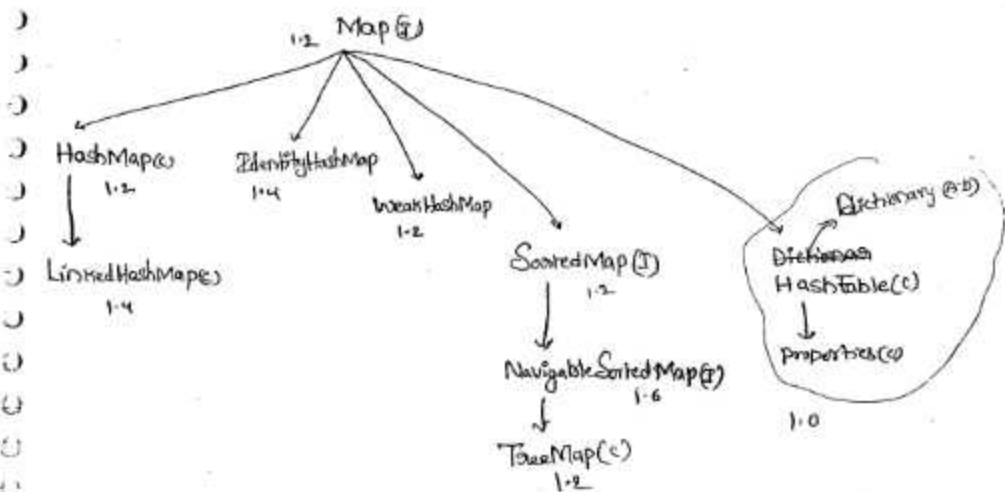 Map(I)
1.2
HashMap(c)
1.2
IdentityHashMap
1.4
WeakHashMap
1.2
Dictionary (A.b)
SortedMap(I)
1.2
Dictionary
HashTable(C)
LinkedHashMap(c)
1.4
properties(c)
NavigableSortedMap(I)
1.6
1.0
TreeMap(C)
1.2